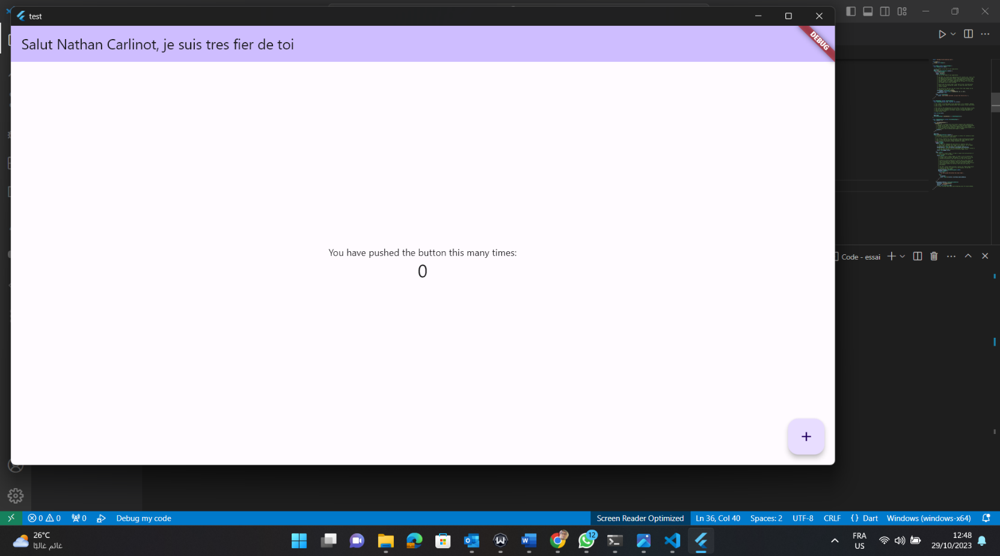 test
Salut Nathan Carlinot, je suis tres fier de toi
DEBUG
You have pushed the button this many times:
0
+
Code - essai
0 0 0 Debug my code
Screen Reader Optimized Ln 36, Col 40 Spaces: 2 UTF-8 CRLF {} Dart Windows (windows-x64)
26°C
غائم غالبًا
12
FRA
US
12:48
29/10/2023